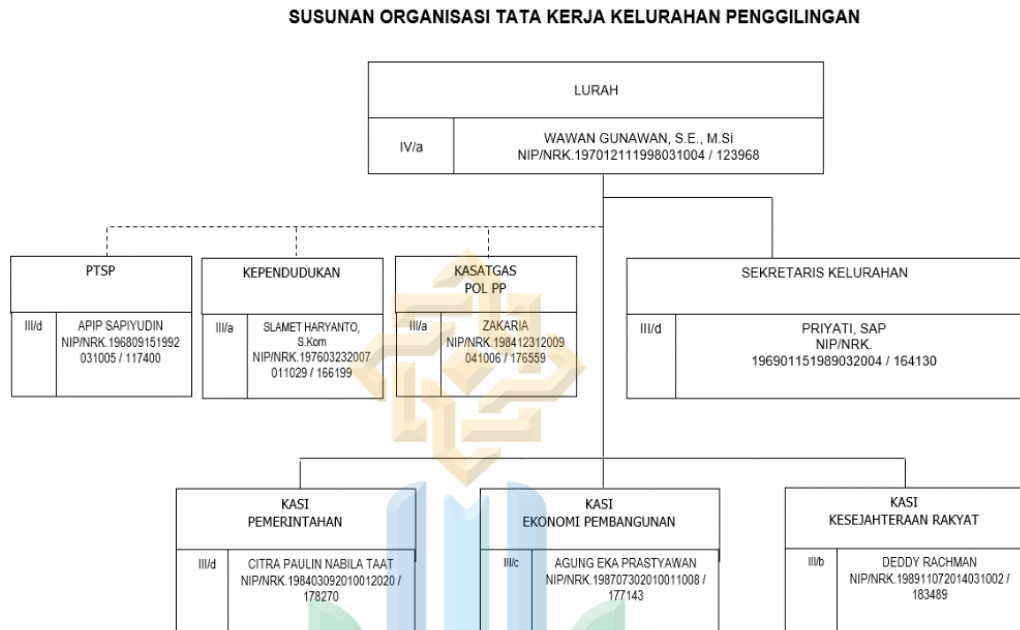 SUSUNAN ORGANISASI TATA KERJA KELURAHAN PENGGILINGAN
LURAH
IV/a
WAWAN GUNAWAN, S.E., M.Si
NIP/NRK.197012111998031004 / 123968
PTSP
III/d
APIP SAPIYUDIN
NIP/NRK.196809151992
031005 / 117400
KEPENDUDUKAN
III/a
SLAMET HARYANTO,
S.Kom
NIP/NRK.197603232007
011029 / 166199
KASATGAS
POL PP
III/a
ZAKARIA
NIP/NRK.198412312009
041006 / 176559
SEKRETARIS KELURAHAN
III/d
PRIYATI, SAP
NIP/NRK.
196901151989032004 / 164130
KASI
PEMERINTAHAN
III/d
CITRA PAULIN NABILA TAAT
NIP/NRK.198403092010012020 /
178270
KASI
EKONOMI PEMBANGUNAN
III/c
AGUNG EKA PRASTYAWAN
NIP/NRK.198707302010011008 /
177143
KASI
KESEJAHTERAAN RAKYAT
III/b
DEDDY RACHMAN
NIP/NRK.198911072014031002 /
183489